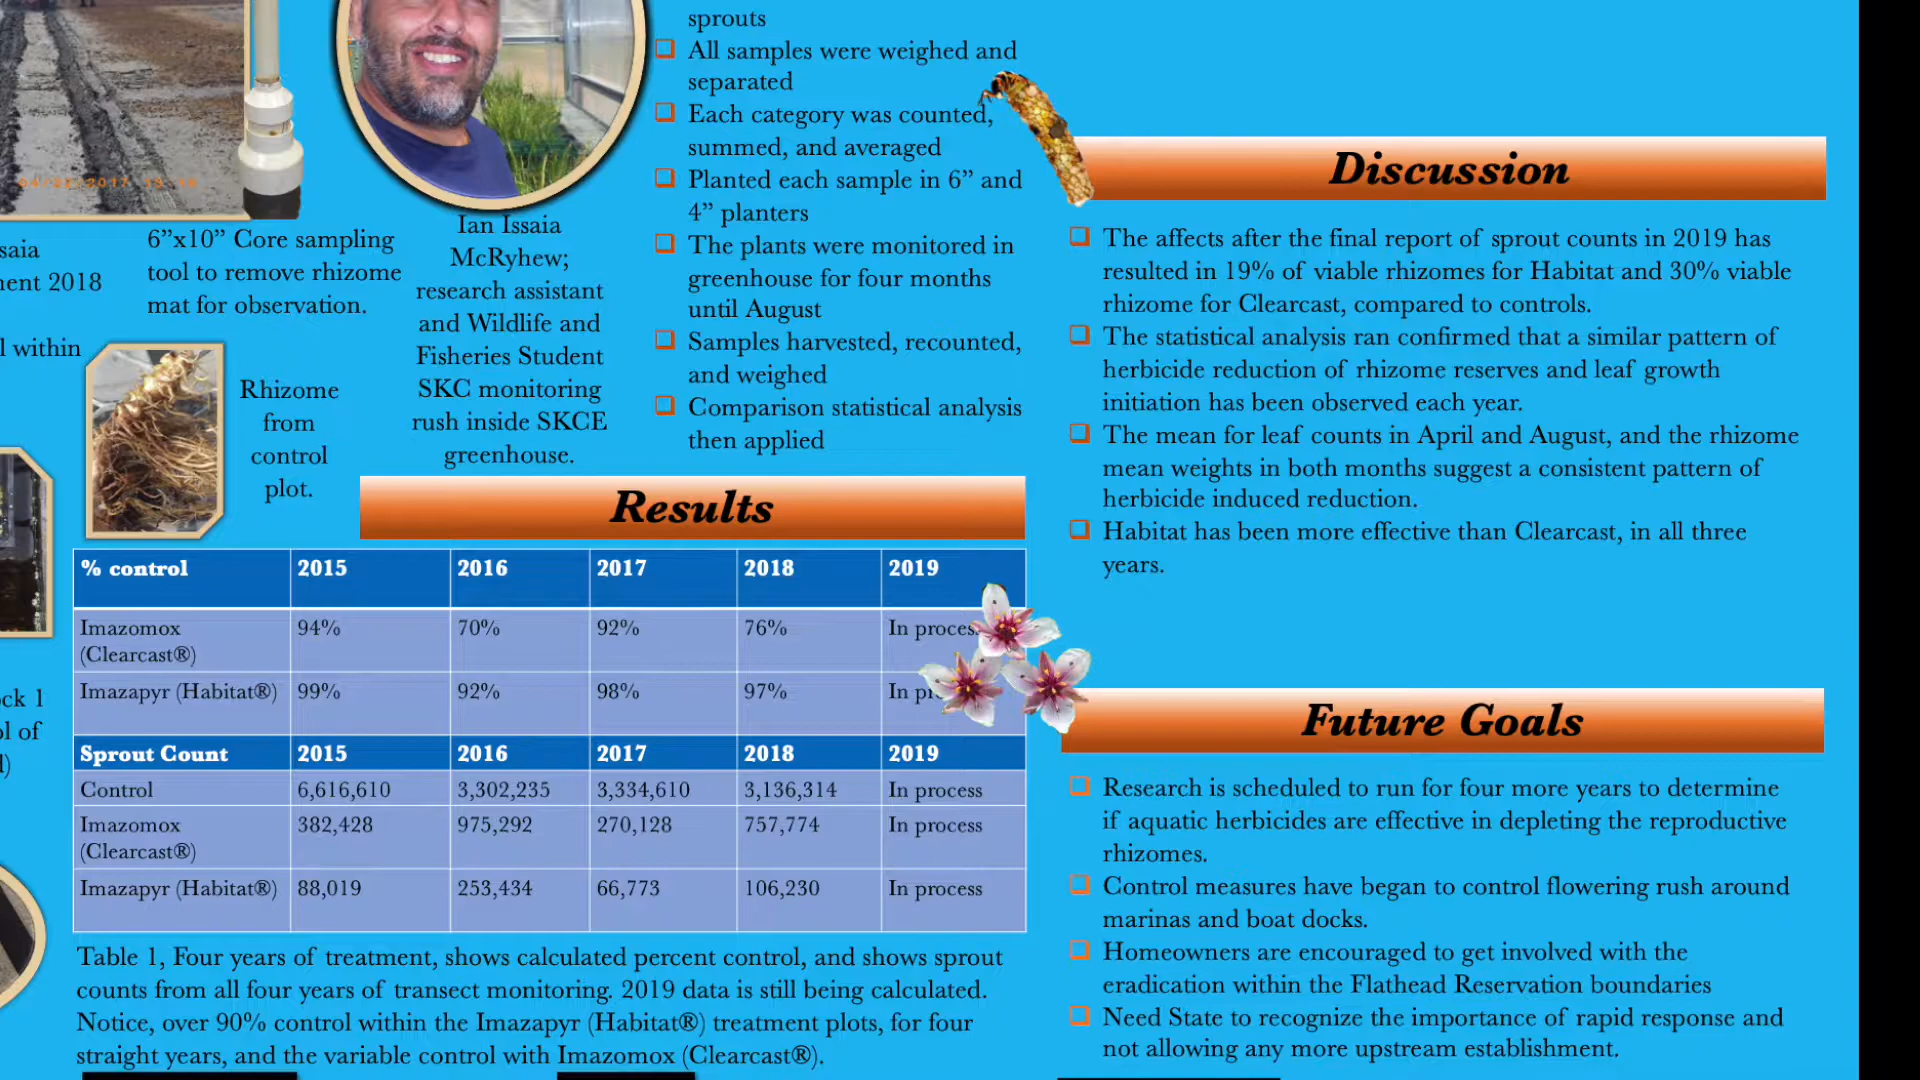 saia
ent 2018
l within
ock 1
ol of
)
6”x10” Core sampling
tool to remove rhizome
mat for observation.
Rhizome
from
control
plot.
Ian Issaia
McRyhew;
research assistant
and Wildlife and
Fisheries Student
SKC monitoring
rush inside SKCE
greenhouse.
sprouts
❑ All samples were weighed and
separated
❑ Each category was counted,
summed, and averaged
❑ Planted each sample in 6” and
4” planters
❑ The plants were monitored in
greenhouse for four months
until August
❑ Samples harvested, recounted,
and weighed
❑ Comparison statistical analysis
then applied
Results
% control 2015 2016 2017 2018 2019
Imazomox 94% 70% 92% 76% In
(Clearcast®)
Imazapyr (Habitat®) 99% 92% 98% 97% In
Sprout Count 2015 2016 2017 2018 2019
Control 6,616,610 3,302,235 3,334,610 3,136,314 In process
Imazomox 382,428 975,292 270,128 757,774 In process
(Clearcast®)
Imazapyr (Habitat®) 88,019 253,434 66,773 106,230 In process
Table 1, Four years of treatment, shows calculated percent control, and shows sprout
counts from all four years of transect monitoring. 2019 data is still being calculated.
Notice, over 90% control within the Imazapyr (Habitat®) treatment plots, for four
straight years, and the variable control with Imazomox (Clearcast®).
Discussion
❑ The affects after the final report of sprout counts in 2019 has
resulted in 19% of viable rhizomes for Habitat and 30% viable
rhizome for Clearcast, compared to controls.
❑ The statistical analysis ran confirmed that a similar pattern of
herbicide reduction of rhizome reserves and leaf growth
initiation has been observed each year.
❑ The mean for leaf counts in April and August, and the rhizome
mean weights in both months suggest a consistent pattern of
herbicide induced reduction.
❑ Habitat has been more effective than Clearcast, in all three
years.
Future Goals
❑ Research is scheduled to run for four more years to determine
if aquatic herbicides are effective in depleting the reproductive
rhizomes.
❑ Control measures have began to control flowering rush around
marinas and boat docks.
❑ Homeowners are encouraged to get involved with the
eradication within the Flathead Reservation boundaries
❑ Need State to recognize the importance of rapid response and
not allowing any more upstream establishment.